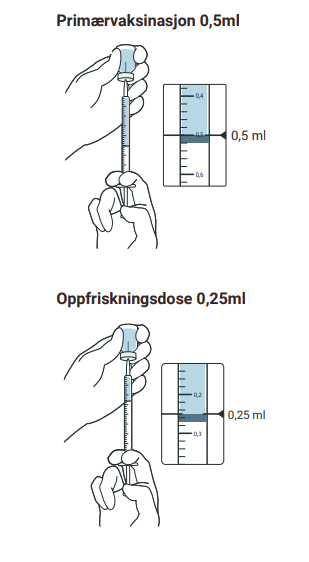 Primærvaksinasjon 0,5ml
0,4
0,5
0,5 ml
0,6
Oppfriskningsdose 0,25ml
0,2
0,25 ml
0,3